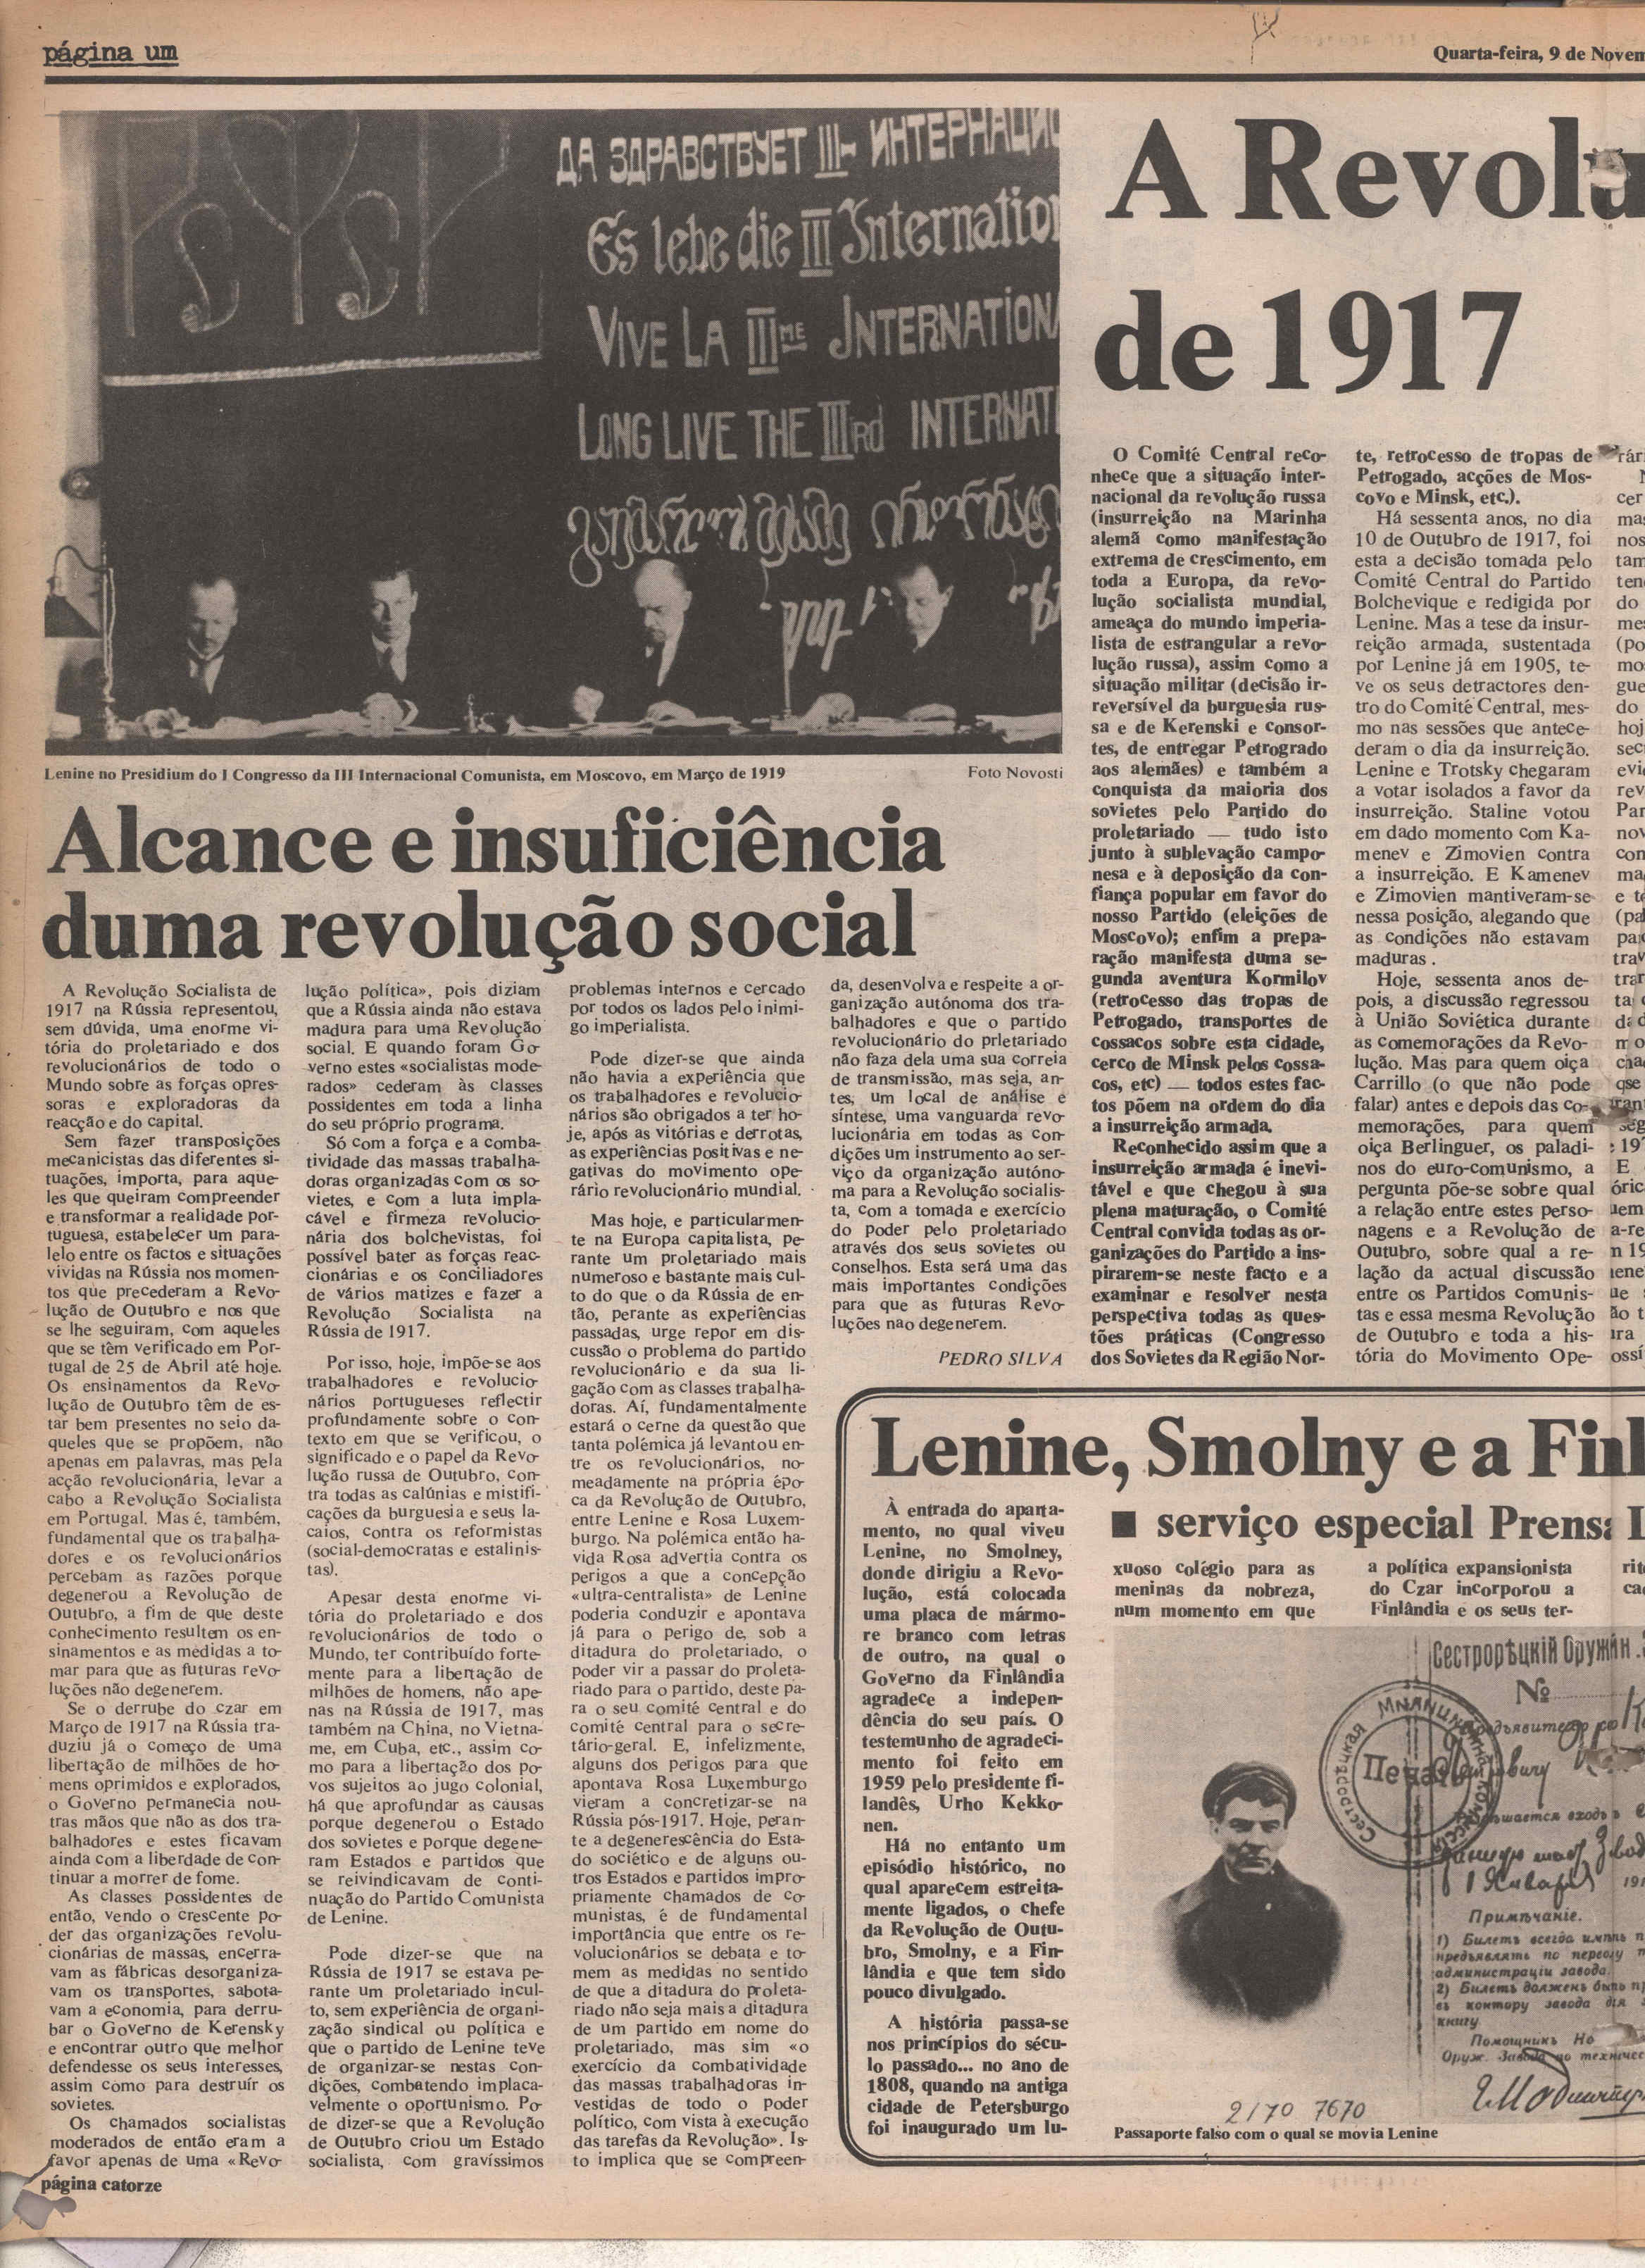 página um
Quarta-feira, 9 de Novem
ДА ЗДРАВСТВУЕТ III- ИНТЕРНАЦИО
Es lebe die III Internation
VIVE LA IIIME INTERNATIONA
LONG LIVE THE IIIRD INTERNATI
Lenine no Presidium do I Congresso da III Internacional Comunista, em Moscovo, em Março de 1919
Foto Novosti
Alcance e insuficiência
duma revolução social
A Revolução Socialista de
1917 na Rússia representou,
sem dúvida, uma enorme vi-
tória do proletariado e dos
revolucionários de todo o
Mundo sobre as forças opres-
soras e exploradoras da
reacção e do capital.
Sem fazer transposições
mecanicistas das diferentes si-
tuações, importa, para aque-
les que queiram compreender
e transformar a realidade por-
tuguesa, estabelecer um para-
lelo entre os factos e situações
vividas na Rússia nos momen-
tos que precederam a Revo-
lução de Outubro e nos que
se lhe seguiram, com aqueles
que se têm verificado em Por-
tugal de 25 de Abril até hoje.
Os ensinamentos da Revo-
lução de Outubro têm de es-
tar bem presentes no seio da-
queles que se propõem, não
apenas em palavras, mas pela
acção revolucionária, levar a
cabo a Revolução Socialista
em Portugal. Mas é, também,
fundamental que os trabalha-
dores e os revolucionários
percebam as razões porque
degenerou a Revolução de
Outubro, a fim de que deste
conhecimento resultem os en-
sinamentos e as medidas a to-
mar para que as futuras revo-
luções não degenerem.
Se o derrube do czar em
Março de 1917 na Rússia tra-
duziu já o começo de uma
libertação de milhões de ho-
mens oprimidos e explorados,
o Governo permanecia nou-
tras mãos que não as dos tra-
balhadores e estes ficavam
ainda com a liberdade de con-
tinuar a morrer de fome.
As classes possidentes de
então, vendo o crescente po-
der das organizações revolu-
cionárias de massas, encerra-
vam as fábricas desorganiza-
vam os transportes, sabota-
vam a economia, para derru-
bar o Governo de Kerensky
e encontrar outro que melhor
defendesse os seus interesses,
assim como para destruír os
sovietes.
Os chamados socialistas
moderados de então eram a
favor apenas de uma «Revo-
lução política», pois diziam
que a Rússia ainda não estava
madura para uma Revolução
social. E quando foram Go-
verno estes «socialistas mode-
rados» cederam às classes
possidentes em toda a linha
do seu próprio programa.
Só com a força e a comba-
tividade das massas trabalha-
doras organizadas com os so-
vietes, e com a luta impla-
cável e firmeza revolucio-
nária dos bolchevistas, foi
possível bater as forças reac-
cionárias e os conciliadores
de vários matizes e fazer a
Revolução Socialista na
Rússia de 1917.
Por isso, hoje, impõe-se aos
trabalhadores e revolucio-
nários portugueses reflectir
profundamente sobre o con-
texto em que se verificou, o
significado e o papel da Revo-
lução russa de Outubro, con-
tra todas as calúnias e mistifi-
cações da burguesia e seus la-
caios, contra os reformistas
(social-democratas e estalinis-
tas).
Apesar desta enorme vi-
tória do proletariado e dos
revolucionários de todo o
Mundo, ter contribuído forte-
mente para a libertação de
milhões de homens, não ape-
nas na Rússia de 1917, mas
também na China, no Vietna-
me, em Cuba, etc., assim co-
mo para a libertação dos po-
vos sujeitos ao jugo colonial,
há que aprofundar as causas
porque degenerou o Estado
dos sovietes e porque degene-
ram Estados e partidos que
se reivindicavam de conti-
nuação do Partido Comunista
de Lenine.
Pode dizer-se que na
Rússia de 1917 se estava pe-
rante um proletariado incul-
to, sem experiência de organi-
zação sindical ou política e
que o partido de Lenine teve
de organizar-se nestas con-
dições, combatendo implaca-
velmente o oportunismo. Po-
de dizer-se que a Revolução
de Outubro criou um Estado
socialista, com gravíssimos
problemas internos e cercado
por todos os lados pelo inimi-
go imperialista.
Pode dizer-se que ainda
não havia a experiência que
os trabalhadores e revolucio-
nários são obrigados a ter ho-
je, após as vitórias e derrotas,
as experiências positivas e ne-
gativas do movimento ope-
rário revolucionário mundial.
Mas hoje, e particularmen-
te na Europa capitalista, pe-
rante um proletariado mais
numeroso e bastante mais cul-
to do que o da Rússia de en-
tão, perante as experiências
passadas, urge repor em dis-
cussão o problema do partido
revolucionário e da sua li-
gação com as classes trabalha-
doras. Aí, fundamentalmente
estará o cerne da questão que
tanta polémica já levantou en-
tre os revolucionários, no-
meadamente na própria épo-
ca da Revolução de Outubro,
entre Lenine e Rosa Luxem-
burgo. Na polémica então ha-
vida Rosa advertia contra os
perigos a que a concepção
«ultra-centralista» de Lenine
poderia conduzir e apontava
já para o perigo de, sob a
ditadura do proletariado, o
poder vir a passar do proleta-
riado para o partido, deste pa-
ra o seu comité central e do
comité central para o secre-
tário-geral. E, infelizmente,
alguns dos perigos para que
apontava Rosa Luxemburgo
vieram a concretizar-se na
Rússia pós-1917. Hoje, peran-
te a degenerescência do Esta-
do sociético e de alguns ou-
tros Estados e partidos impro-
priamente chamados de co-
munistas, é de fundamental
importância que entre os re-
volucionários se debata e to-
mem as medidas no sentido
de que a ditadura do proleta-
riado não seja mais a ditadura
de um partido em nome do
proletariado, mas sim «o
exercício da combatividade
das massas trabalhadoras in-
vestidas de todo o poder
político, com vista à execução
das tarefas da Revolução». Is-
to implica que se compreen-
da, desenvolva e respeite a or-
ganização autónoma dos tra-
balhadores e que o partido
revolucionário do prletariado
não faza dela uma sua correia
de transmissão, mas seja, an-
tes, um local de análise e
síntese, uma vanguarda revo-
lucionária em todas as con-
dições um instrumento ao ser-
viço da organização autóno-
ma para a Revolução socialis-
ta, com a tomada e exercício
do poder pelo proletariado
através dos seus sovietes ou
conselhos. Esta será uma das
mais importantes condições
para que as futuras Revo-
luções nao degenerem.
PEDRO SILVA
A Revolu
de 1917
O Comité Central reco-
nhece que a situação inter-
nacional da revolução russa
(insurreição na Marinha
alemã como manifestação
extrema de crescimento, em
toda a Europa, da revo-
lução socialista mundial,
ameaça do mundo imperia-
lista de estrangular a revo-
lução russa), assim como a
situação militar (decisão ir-
reversível da burguesia rus-
sa e de Kerenski e consor-
tes, de entregar Petrogrado
aos alemães) e também a
conquista da maioria dos
sovietes pelo Partido do
proletariado — tudo isto
junto à sublevação campo-
nesa e à deposição da con-
fiança popular em favor do
nosso Partido (eleições de
Moscovo); enfim a prepa-
ração manifesta duma se-
gunda aventura Kormilov
(retrocesso das tropas de
Petrogado, transportes de
cossacos sobre esta cidade,
cerco de Minsk pelos cossa-
cos, etc) — todos estes fac-
tos põem na ordem do dia
a insurreição armada.
Reconhecido assim que a
insurreição armada é inevi-
tável e que chegou à sua
plena maturação, o Comité
Central convida todas as or-
ganizações do Partido a ins-
pirarem-se neste facto e a
examinar e resolver nesta
perspectiva todas as ques-
tões práticas (Congresso
dos Sovietes da Região Nor-
te, retrocesso de tropas de
Petrogado, acções de Mos-
covo e Minsk, etc.).
Há sessenta anos, no dia
10 de Outubro de 1917, foi
esta a decisão tomada pelo
Comité Central do Partido
Bolchevique e redigida por
Lenine. Mas a tese da insur-
reição armada, sustentada
por Lenine já em 1905, te-
ve os seus detractores den-
tro do Comité Central, mes-
mo nas sessões que antece-
deram o dia da insurreição.
Lenine e Trotsky chegaram
a votar isolados a favor da
insurreição. Staline votou
em dado momento com Ka-
menev e Zimovien contra
a insurreição. E Kamenev
e Zimovien mantiveram-se
nessa posição, alegando que
as condições não estavam
maduras .
Hoje, sessenta anos de-
pois, a discussão regressou
à União Soviética durante
as comemorações da Revo-
lução. Mas para quem oiça
Carrillo (o que não pode
falar) antes e depois das co-
memorações, para quem
oiça Berlinguer, os paladi-
nos do euro-comunismo, a
pergunta põe-se sobre qual
a relação entre estes perso-
nagens e a Revolução de
Outubro, sobre qual a re-
lação da actual discussão
entre os Partidos Comunis-
tas e essa mesma Revolução
de Outubro e toda a his-
tória do Movimento Ope-
Lenine, Smolny e a Finl
■ serviço especial Prensa L
À entrada do aparta-
mento, no qual viveu
Lenine, no Smolney,
donde dirigiu a Revo-
lução, está colocada
uma placa de mármo-
re branco com letras
de outro, na qual o
Governo da Finlândia
agradece a indepen-
dência do seu país. O
testemunho de agradeci-
mento foi feito em
1959 pelo presidente fi-
landês, Urho Kekko-
nen.
Há no entanto um
episódio histórico, no
qual aparecem estreita-
mente ligados, o chefe
da Revolução de Outu-
bro, Smolny, e a Fin-
lândia e que tem sido
pouco divulgado.
A história passa-se
nos princípios do sécu-
lo passado... no ano de
1808, quando na antiga
cidade de Petersburgo
foi inaugurado um lu-
xuoso colégio para as
meninas da nobreza,
num momento em que
a política expansionista
do Czar incorporou a
Finlândia e os seus ter-
Сестрорѣцкій Оружейн.
№
Печать
Примѣчаніе.
1) Билетъ всегда имѣть п
предъявлять по первому т
администраціи завода.
2) Билетъ долженъ быть пр
въ контору завода для
книгу.
Помощникъ На
Оруж. Завода по техничес
2170 7670
Passaporte falso com o qual se movia Lenine
página catorze